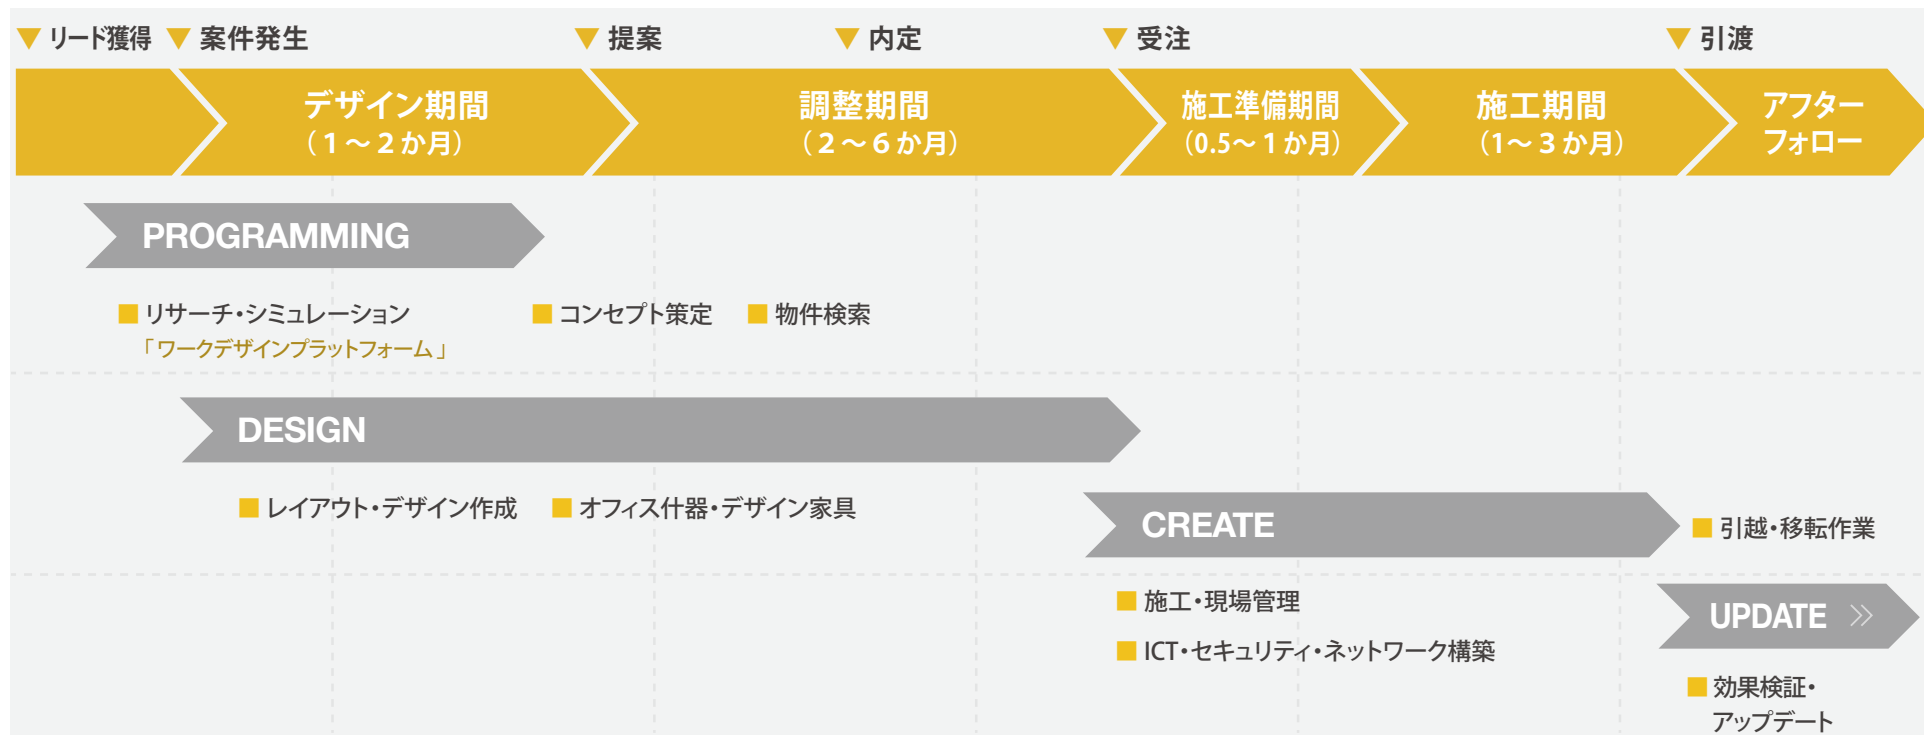 ▼ リード獲得 ▼ 案件発生 ▼ 提案 ▼ 内定 ▼ 受注 ▼ 引渡
デザイン期間
（1～2か月）
調整期間
（2～6か月）
施工準備期間
（0.5～1か月）
施工期間
（1～3か月）
アフター
フォロー
PROGRAMMING
■ リサーチ・シミュレーション
「ワークデザインプラットフォーム」
■ コンセプト策定
■ 物件検索
DESIGN
■ レイアウト・デザイン作成
■ オフィス什器・デザイン家具
CREATE
■ 引越・移転作業
■ 施工・現場管理
■ ICT・セキュリティ・ネットワーク構築
UPDATE
■ 効果検証・
アップデート